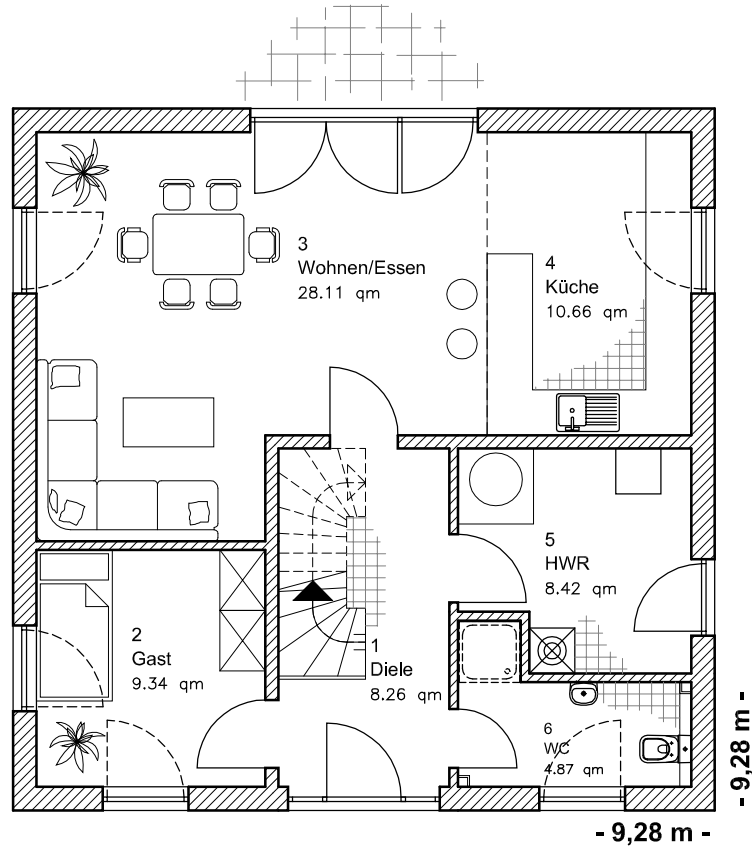 3
Wohnen/Essen
28.11 qm
4
Küche
10.66 qm
5
HWR
8.42 qm
2
Gast
9.34 qm
1
Diele
8.26 qm
6
WC
4.87 qm
- 9,28 m -
- 9,28 m -